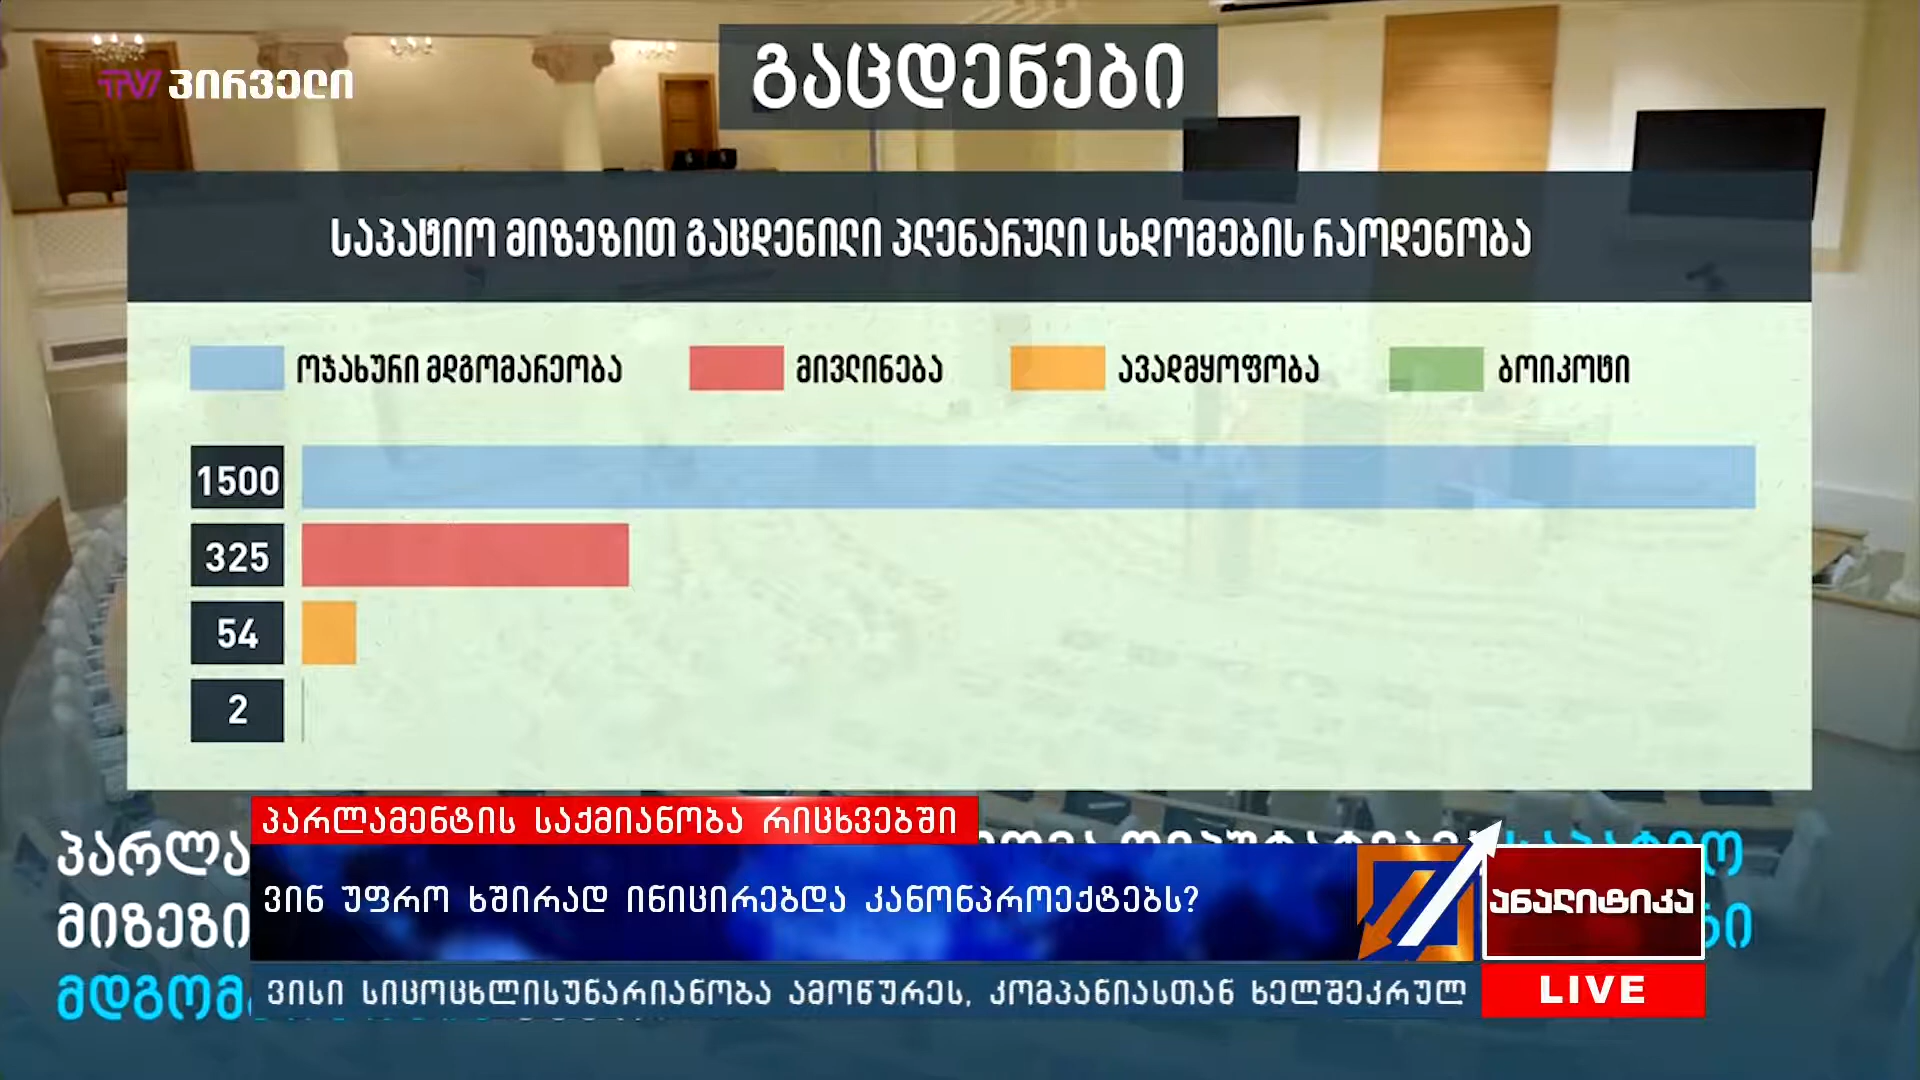 გაცდენები
TV პირველი
საპატიო მიზეზით გაცდენილი პლენარული სხდომების რაოდენობა
ოჯახური მდგომარეობა მივლინება ავადმყოფობა ბოიკოტი
1500
325
54
2
პარლამენტის საქმიანობა რიცხვებში
ვინ უფრო ხშირად ინიცირებდა კანონპროექტებს?
ანალიტიკა
ვისი სიცოცხლისუნარიანობა ამოწურეს, კომპანიასთან ხელშეკრულ
LIVE